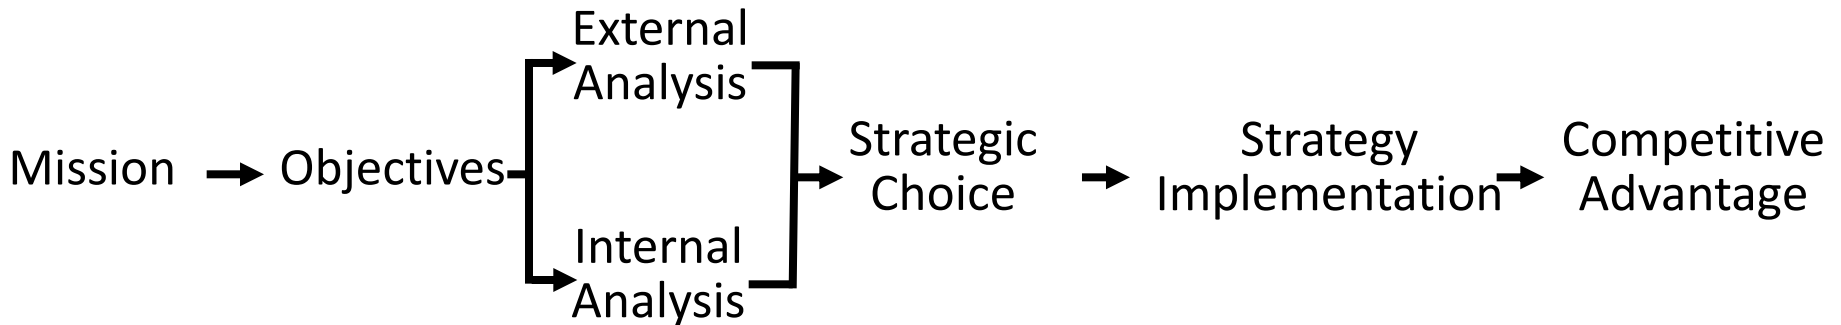 Mission
Objectives
External
Analysis
Internal
Analysis
Strategic
Choice
Strategy
Implementation
Competitive
Advantage